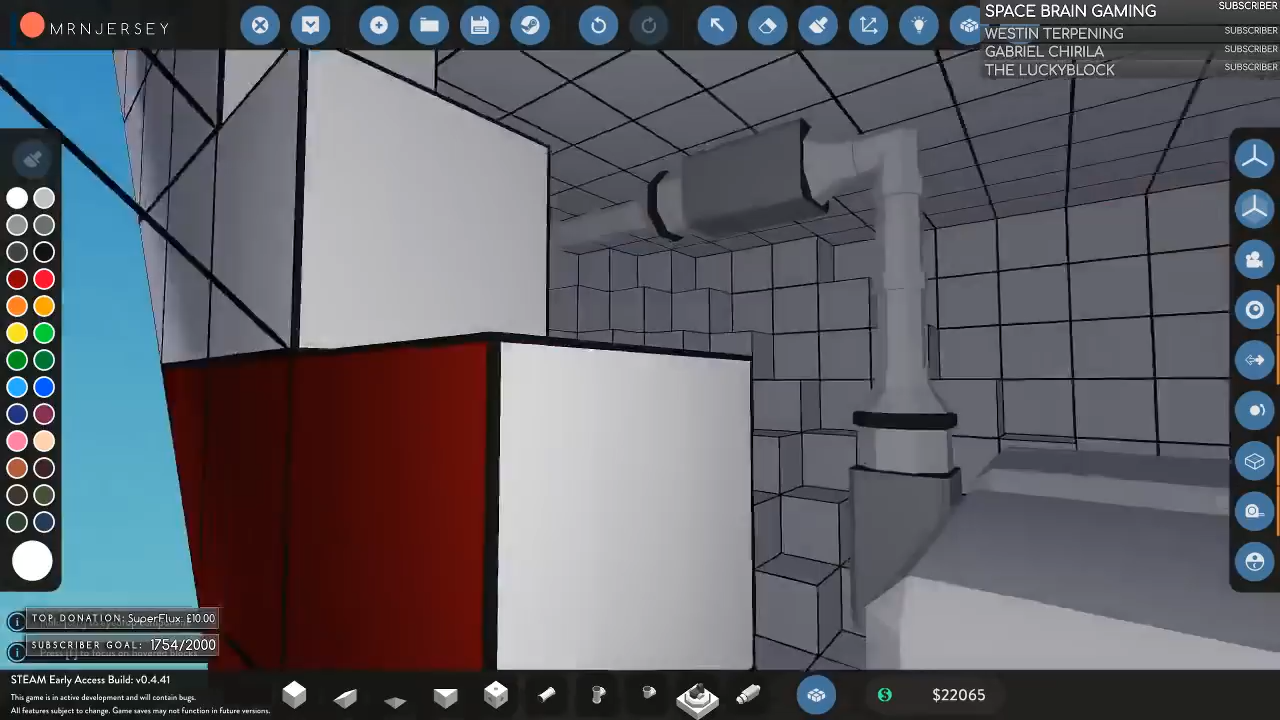 MRNJERSEY
SPACE BRAIN GAMING SUBSCRIBER
WESTIN TERPENING SUBSCRIBER
GABRIEL CHIRILA SUBSCRIBER
THE LUCKYBLOCK SUBSCRIBER
TOP DONATION: SuperFlux: £10.00
SUBSCRIBER GOAL: 1754/2000
STEAM Early Access Build: v0.4.41
This game is in active development and will contain bugs.
All features subject to change. Game saves may not function in future versions.
$22065